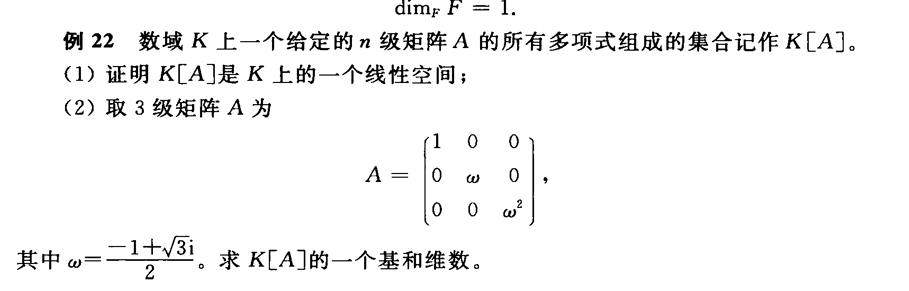 dim_F F = 1.
例 22 数域 K 上一个给定的 n 级矩阵 A 的所有多项式组成的集合记作 K[A]。
(1) 证明 K[A]是 K 上的一个线性空间;
(2) 取 3 级矩阵 A 为
A = \begin{pmatrix} 1 & 0 & 0 \\ 0 & ω & 0 \\ 0 & 0 & ω^2 \end{pmatrix},
其中 ω=\frac{-1+\sqrt{3}i}{2}。求 K[A]的一个基和维数。